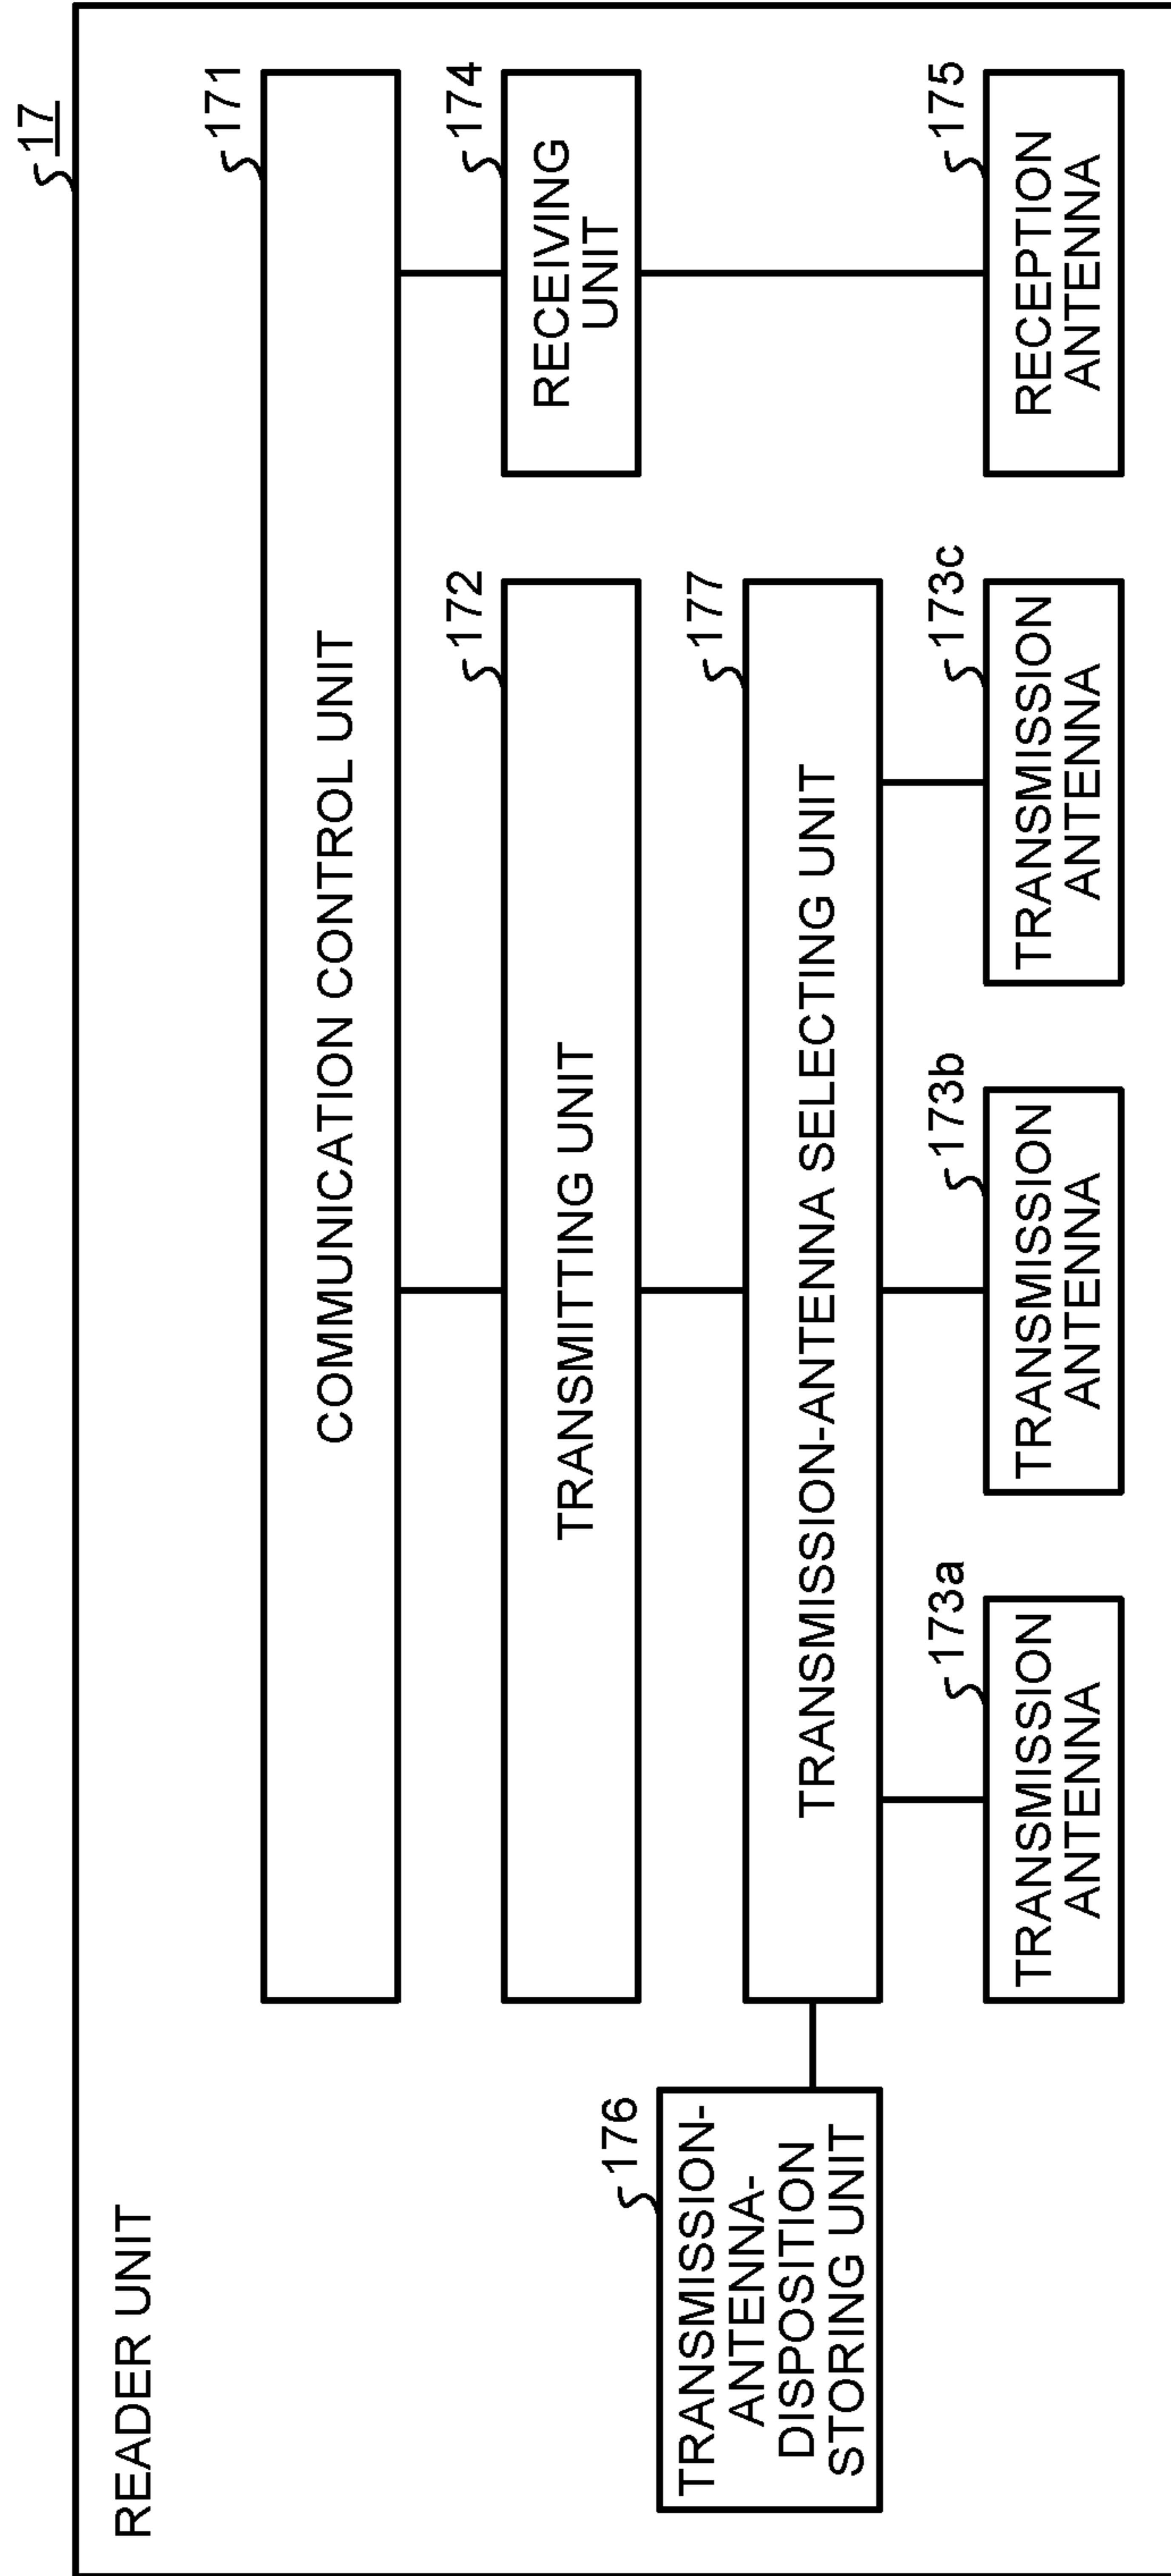 17
READER UNIT
171
COMMUNICATION CONTROL UNIT
172
TRANSMITTING UNIT
174
RECEIVING
UNIT
176
TRANSMISSION-
ANTENNA-
DISPOSITION
STORING UNIT
177
TRANSMISSION-ANTENNA SELECTING UNIT
173a
TRANSMISSION
ANTENNA
173b
TRANSMISSION
ANTENNA
173c
TRANSMISSION
ANTENNA
175
RECEPTION
ANTENNA